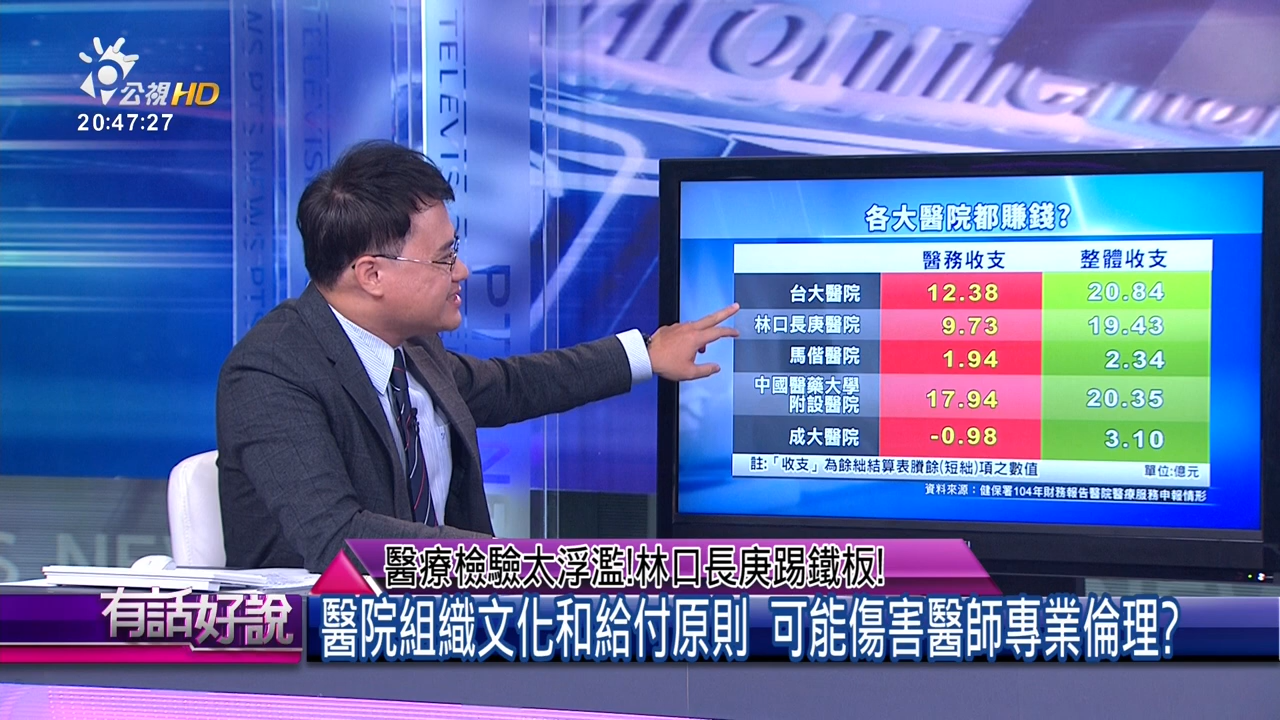 公視HD
20:47:27
TELEVIS
各大醫院都賺錢?
醫務收支 整體收支
台大醫院 12.38 20.84
林口長庚醫院 9.73 19.43
馬偕醫院 1.94 2.34
中國醫藥大學
附設醫院 17.94 20.35
成大醫院 -0.98 3.10
註:「收支」為餘絀結算表賸餘(短絀)項之數值 單位:億元
資料來源:健保署104年財務報告醫院醫療服務申報情形
醫療檢驗太浮濫!林口長庚踢鐵板!
有話好說
醫院組織文化和給付原則 可能傷害醫師專業倫理?